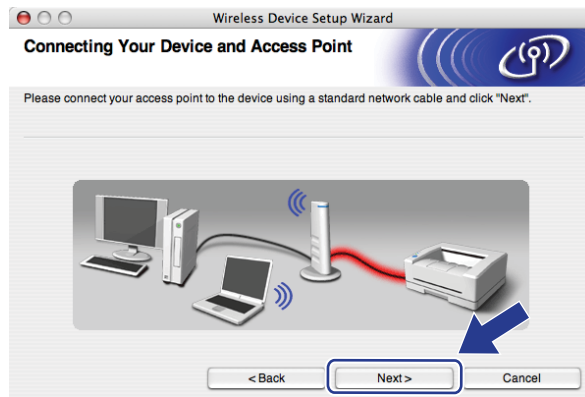 Wireless Device Setup Wizard
Connecting Your Device and Access Point
Please connect your access point to the device using a standard network cable and click "Next".
< Back Next > Cancel